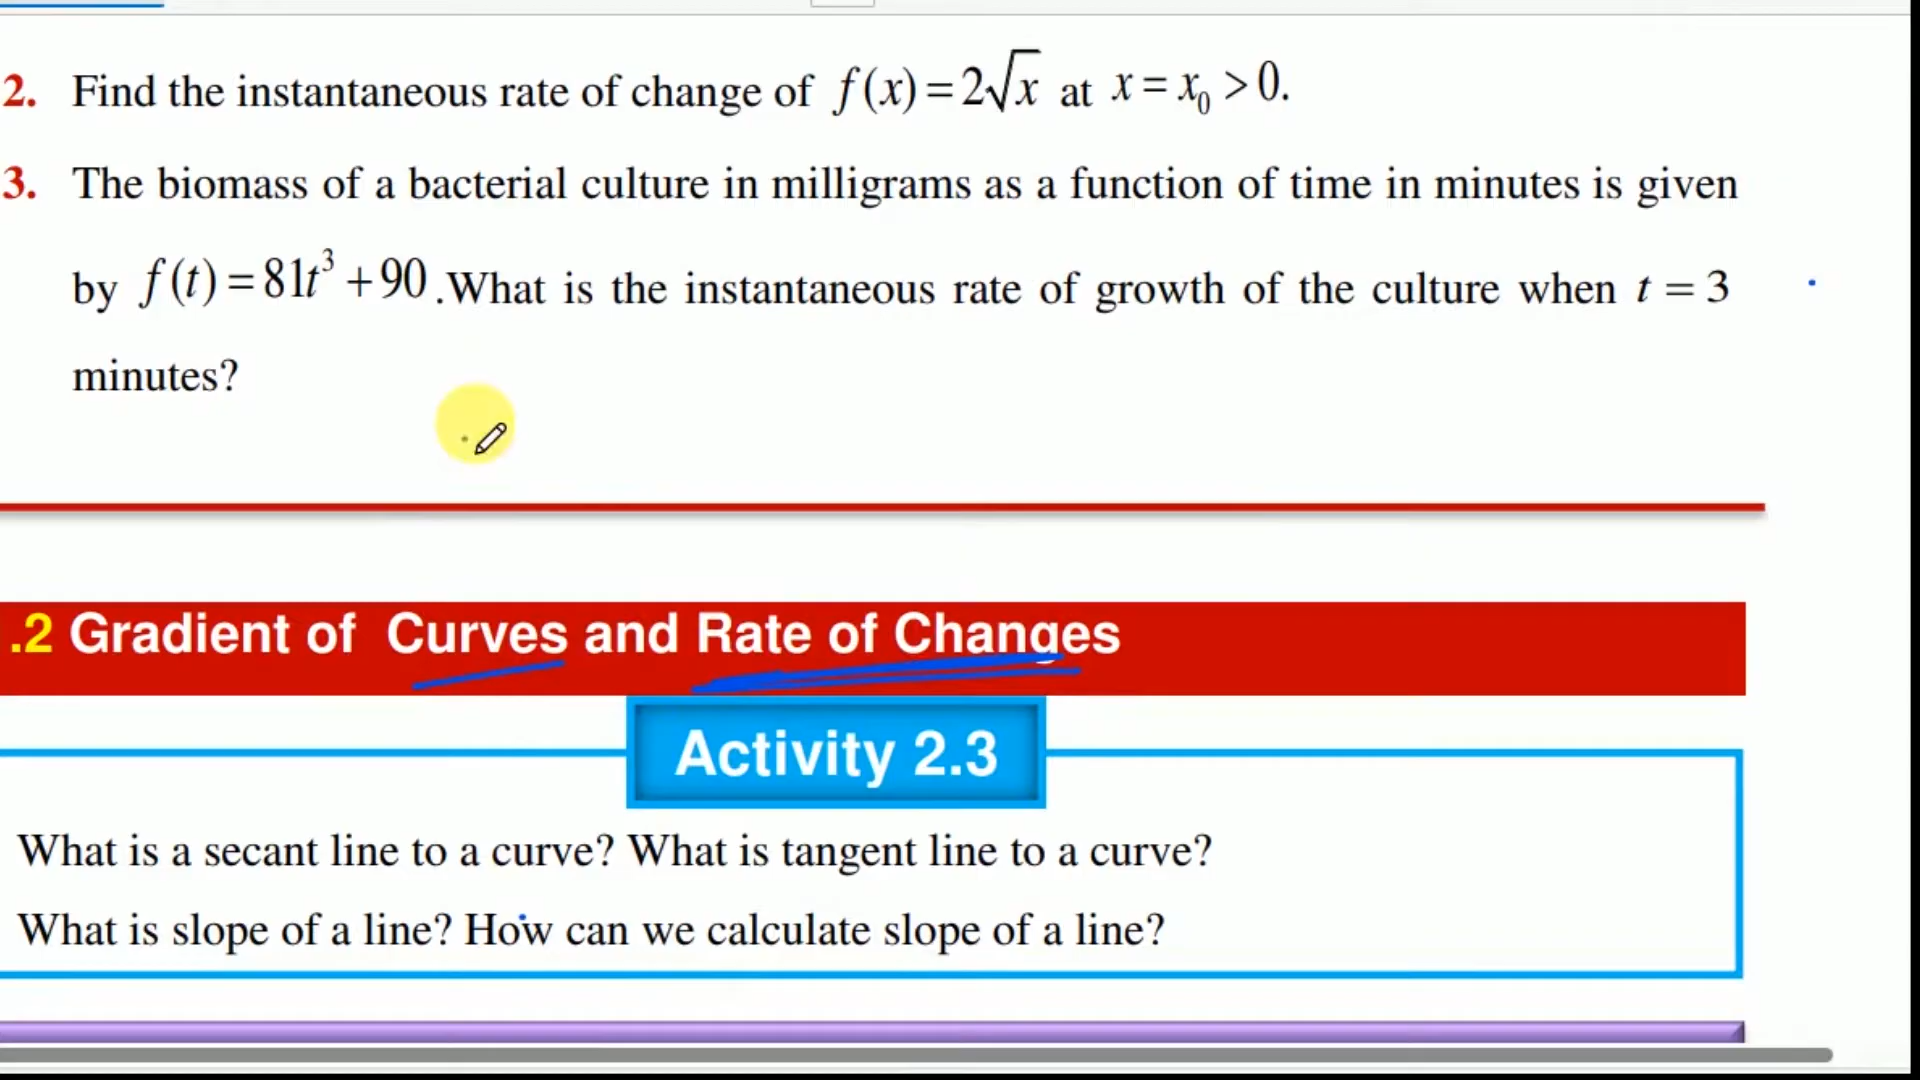 2. Find the instantaneous rate of change of f(x) = 2√x at x = x₀ > 0.
3. The biomass of a bacterial culture in milligrams as a function of time in minutes is given
by f(t) = 81t³ + 90.What is the instantaneous rate of growth of the culture when t = 3
minutes?
.2 Gradient of Curves and Rate of Changes
Activity 2.3
What is a secant line to a curve? What is tangent line to a curve?
What is slope of a line? How can we calculate slope of a line?